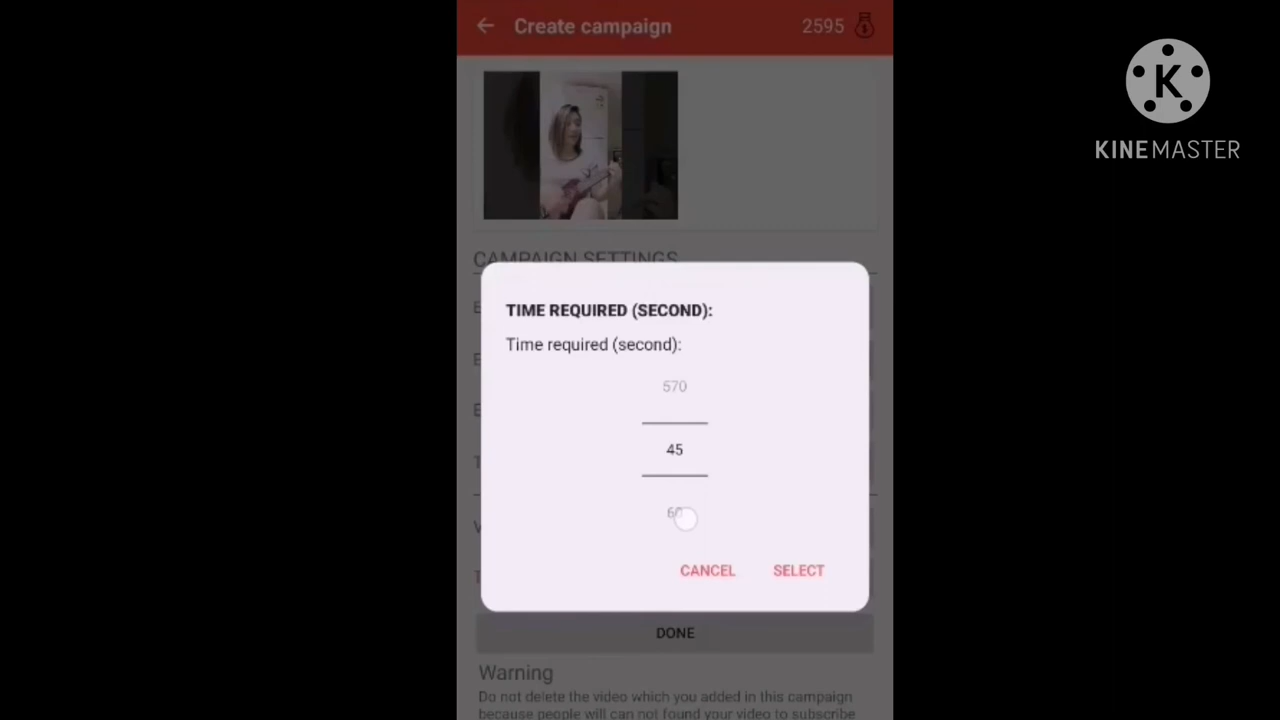 Create campaign
2595
K
KINEMASTER
CAMPAIGN SETTINGS
TIME REQUIRED (SECOND):
Time required (second):
570
45
60
CANCEL
SELECT
DONE
Warning
Do not delete the video which you added in this campaign
because people will can not found your video to subscribe